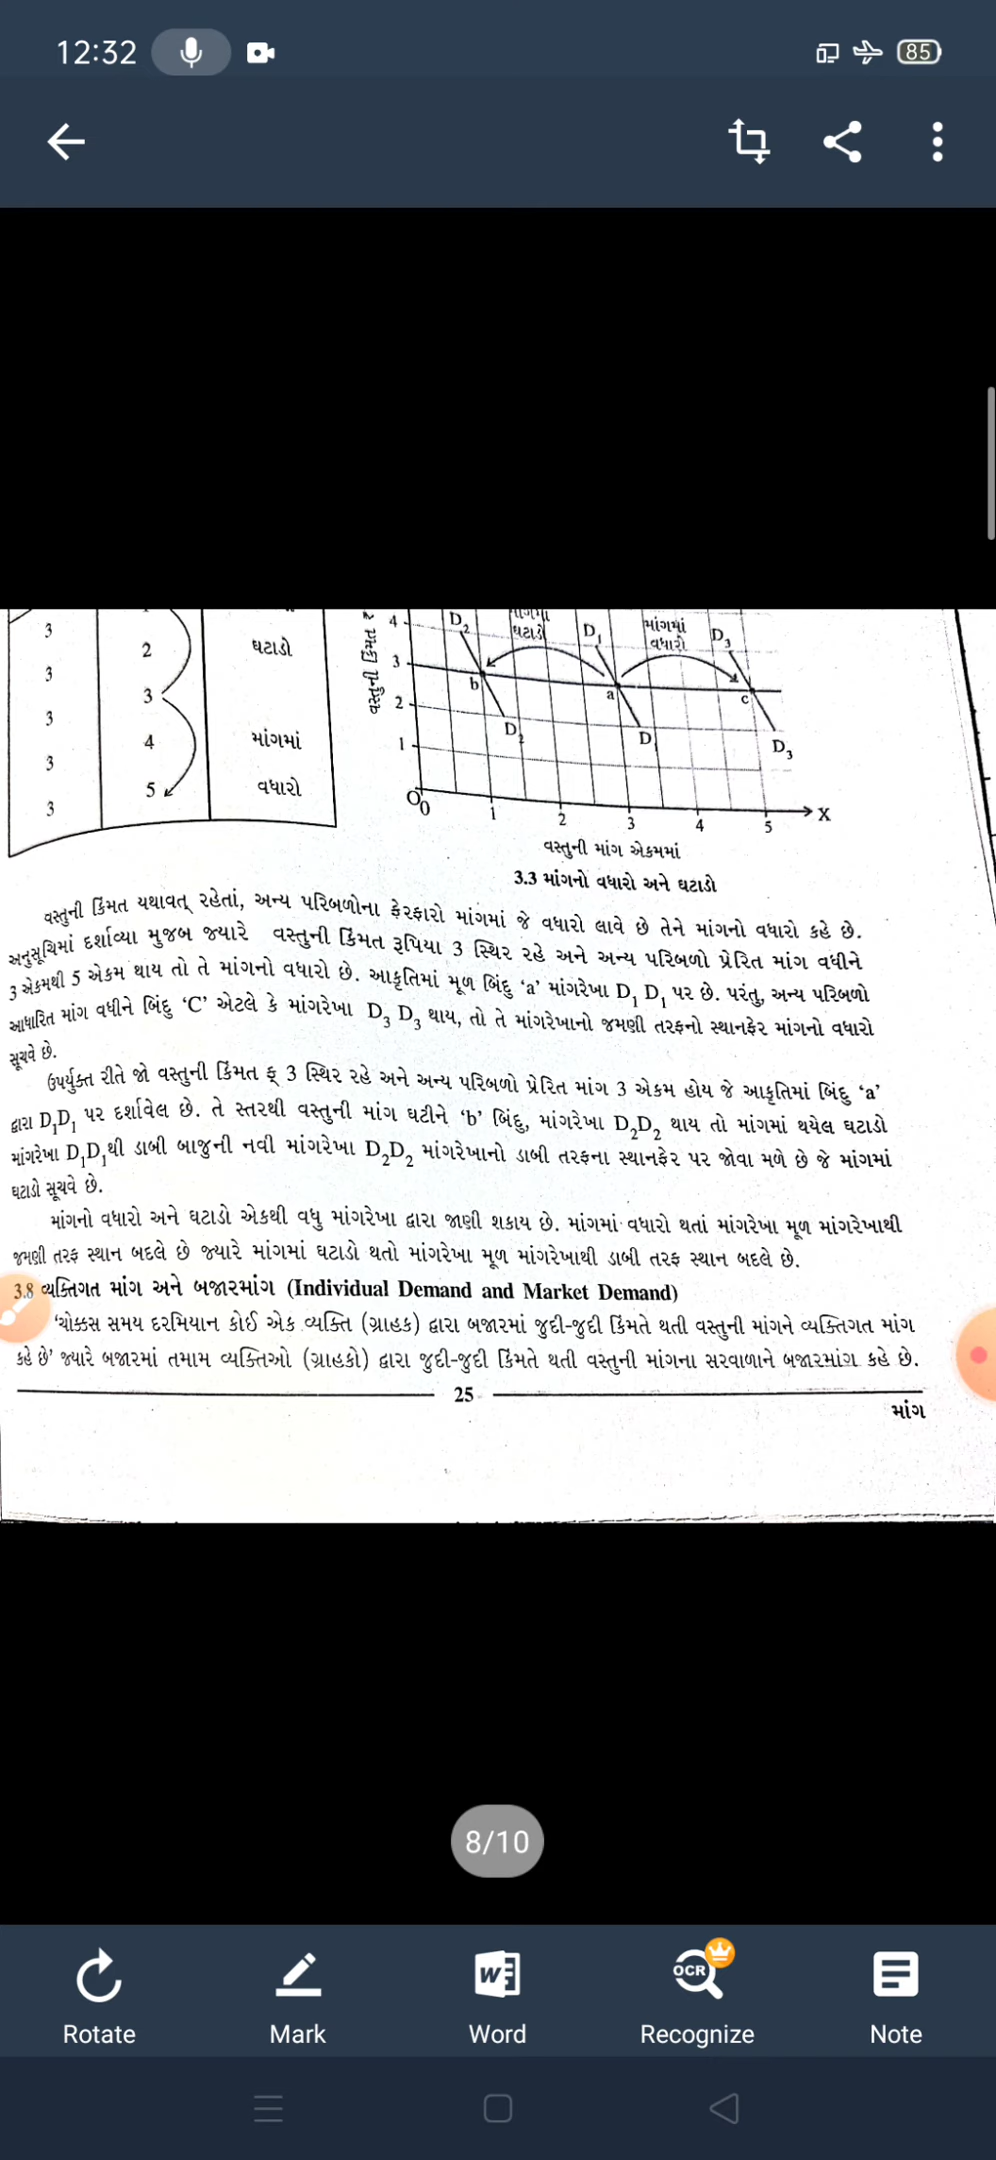 12:32
85
3
2
ઘટાડો
3
3
3
4
માંગમાં
3
5
વધારો
3
વસ્તુની કિંમત ₹
4
3
2
1
0
D2
ઘટાડો
D1
માંગમાં
વધારો
D3
b
a
c
D2
D
D3
O
1
2
3
4
5
X
વસ્તુની માંગ એકમમાં
3.3 માંગનો વધારો અને ઘટાડો
વસ્તુની કિંમત યથાવત્ રહેતાં, અન્ય પરિબળોના ફેરફારો માંગમાં જે વધારો લાવે છે તેને માંગનો વધારો કહે છે.
અનુસૂચિમાં દર્શાવ્યા મુજબ જ્યારે વસ્તુની કિંમત રૂપિયા 3 સ્થિર રહે અને અન્ય પરિબળો પ્રેરિત માંગ વધીને
3 એકમથી 5 એકમ થાય તો તે માંગનો વધારો છે. આકૃતિમાં મૂળ બિંદુ ‘a’ માંગરેખા D1 D1 પર છે. પરંતુ, અન્ય પરિબળો
આધારિત માંગ વધીને બિંદુ ‘C’ એટલે કે માંગરેખા D3 D3 થાય, તો તે માંગરેખાનો જમણી તરફનો સ્થાનફેર માંગનો વધારો
સૂચવે છે.
ઉપર્યુક્ત રીતે જો વસ્તુની કિંમત ફ્ 3 સ્થિર રહે અને અન્ય પરિબળો પ્રેરિત માંગ 3 એકમ હોય જે આકૃતિમાં બિંદુ ‘a’
દ્વારા D1D1 પર દર્શાવેલ છે. તે સ્તરથી વસ્તુની માંગ ઘટીને ‘b’ બિંદુ, માંગરેખા D2D2 થાય તો માંગમાં થયેલ ઘટાડો
માંગરેખા D1D1થી ડાબી બાજુની નવી માંગરેખા D2D2 માંગરેખાનો ડાબી તરફના સ્થાનફેર પર જોવા મળે છે જે માંગમાં
ઘટાડો સૂચવે છે.
માંગનો વધારો અને ઘટાડો એકથી વધુ માંગરેખા દ્વારા જાણી શકાય છે. માંગમાં વધારો થતાં માંગરેખા મૂળ માંગરેખાથી
જમણી તરફ સ્થાન બદલે છે જ્યારે માંગમાં ઘટાડો થતો માંગરેખા મૂળ માંગરેખાથી ડાબી તરફ સ્થાન બદલે છે.
3.8 વ્યક્તિગત માંગ અને બજારમાંગ (Individual Demand and Market Demand)
‘ચોક્કસ સમય દરમિયાન કોઈ એક વ્યક્તિ (ગ્રાહક) દ્વારા બજારમાં જુદી-જુદી કિંમતે થતી વસ્તુની માંગને વ્યક્તિગત માંગ
કહે છે’ જ્યારે બજારમાં તમામ વ્યક્તિઓ (ગ્રાહકો) દ્વારા જુદી-જુદી કિંમતે થતી વસ્તુની માંગના સરવાળાને બજારમાંગ કહે છે.
25
માંગ
8/10
OCR
Rotate
Mark
Word
Recognize
Note